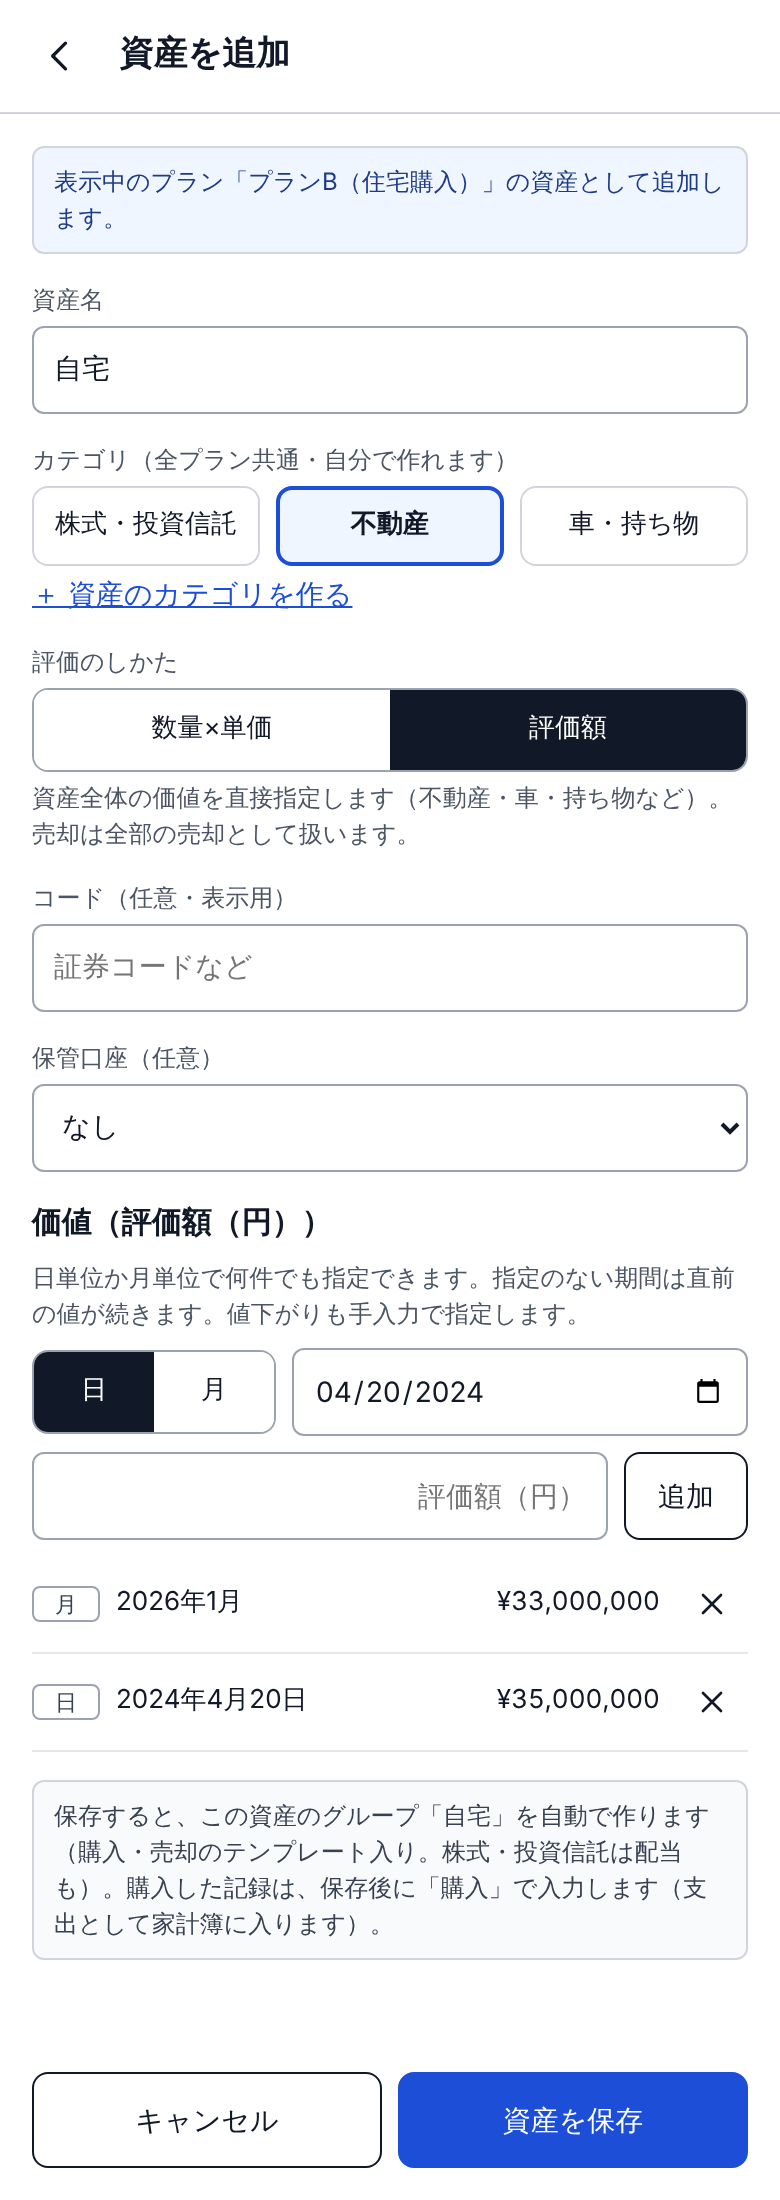 資産を追加
表示中のプラン「プランB（住宅購入）」の資産として追加し
ます。
資産名
自宅
カテゴリ（全プラン共通・自分で作れます）
株式・投資信託
不動産
車・持ち物
＋ 資産のカテゴリを作る
評価のしかた
数量×単価
評価額
資産全体の価値を直接指定します（不動産・車・持ち物など）。
売却は全部の売却として扱います。
コード（任意・表示用）
証券コードなど
保管口座（任意）
なし
価値（評価額（円））
日単位か月単位で何件でも指定できます。指定のない期間は直前
の値が続きます。値下がりも手入力で指定します。
日 月 04/20/2024
評価額（円） 追加
月 2026年1月 ¥33,000,000
日 2024年4月20日 ¥35,000,000
保存すると、この資産のグループ「自宅」を自動で作ります
（購入・売却のテンプレート入り。株式・投資信託は配当
も）。購入した記録は、保存後に「購入」で入力します（支
出として家計簿に入ります）。
キャンセル
資産を保存